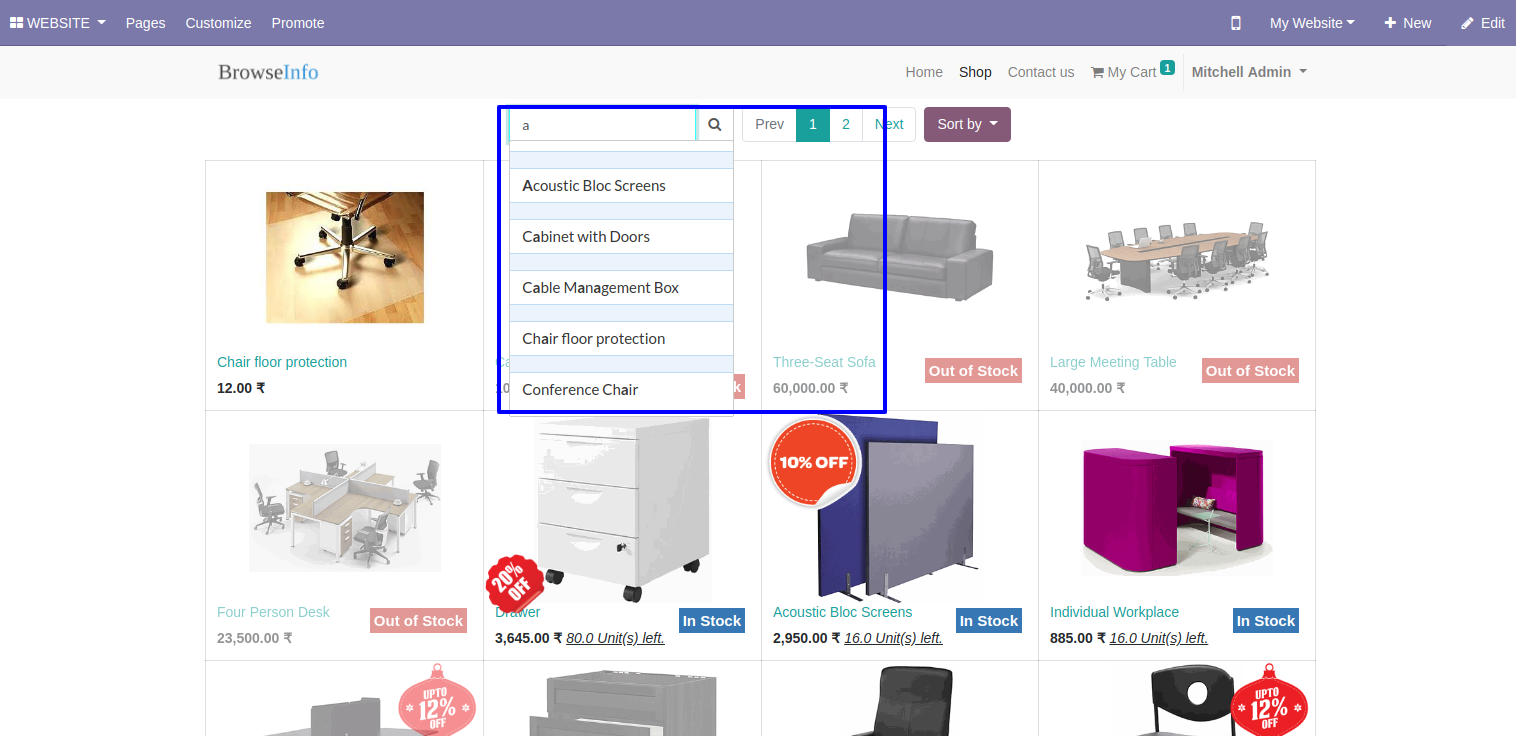 WEBSITE Pages Customize Promote My Website New Edit
BrowseInfo Home Shop Contact us My Cart 1 Mitchell Admin
a Prev 1 2 Next Sort by
Acoustic Bloc Screens
Cabinet with Doors
Cable Management Box
Chair floor protection
Conference Chair
Chair floor protection
12.00 ₹
Three-Seat Sofa
60,000.00 ₹
Out of Stock
Large Meeting Table
40,000.00 ₹
Out of Stock
Four Person Desk
23,500.00 ₹
Out of Stock
20%
OFF
Drawer
3,645.00 ₹ 80.0 Unit(s) left.
In Stock
10% OFF
Acoustic Bloc Screens
2,950.00 ₹ 16.0 Unit(s) left.
In Stock
Individual Workplace
885.00 ₹ 16.0 Unit(s) left.
In Stock
UPTO
12%
OFF
UPTO
12%
OFF